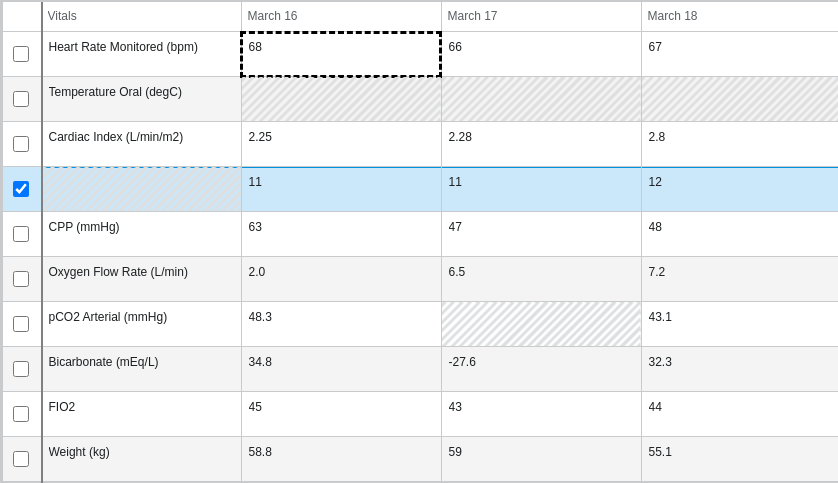 Vitals March 16 March 17 March 18
Heart Rate Monitored (bpm) 68 66 67
Temperature Oral (degC)
Cardiac Index (L/min/m2) 2.25 2.28 2.8
11 11 12
CPP (mmHg) 63 47 48
Oxygen Flow Rate (L/min) 2.0 6.5 7.2
pCO2 Arterial (mmHg) 48.3 43.1
Bicarbonate (mEq/L) 34.8 -27.6 32.3
FIO2 45 43 44
Weight (kg) 58.8 59 55.1